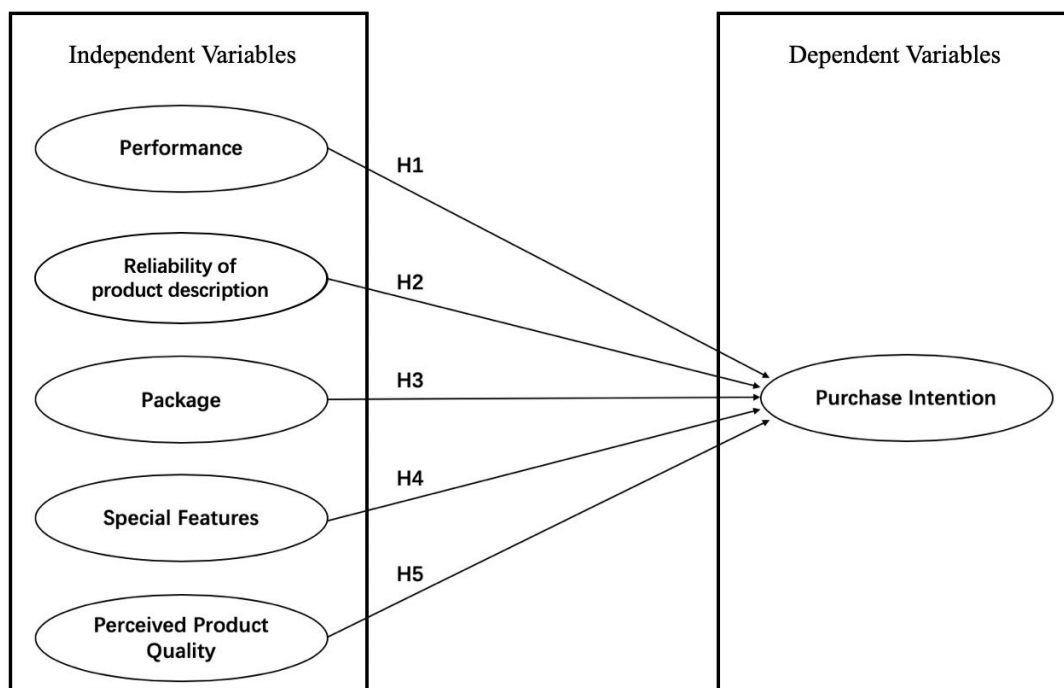 Independent Variables
Dependent Variables
Performance
H1
Reliability of
product description
H2
Package
H3
Purchase Intention
Special Features
H4
Perceived Product
Quality
H5